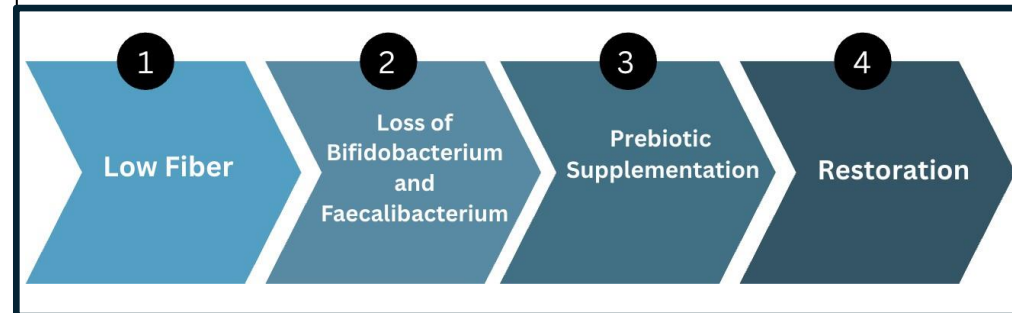 1
Low Fiber
2
Loss of
Bifidobacterium
and
Faecalibacterium
3
Prebiotic
Supplementation
4
Restoration